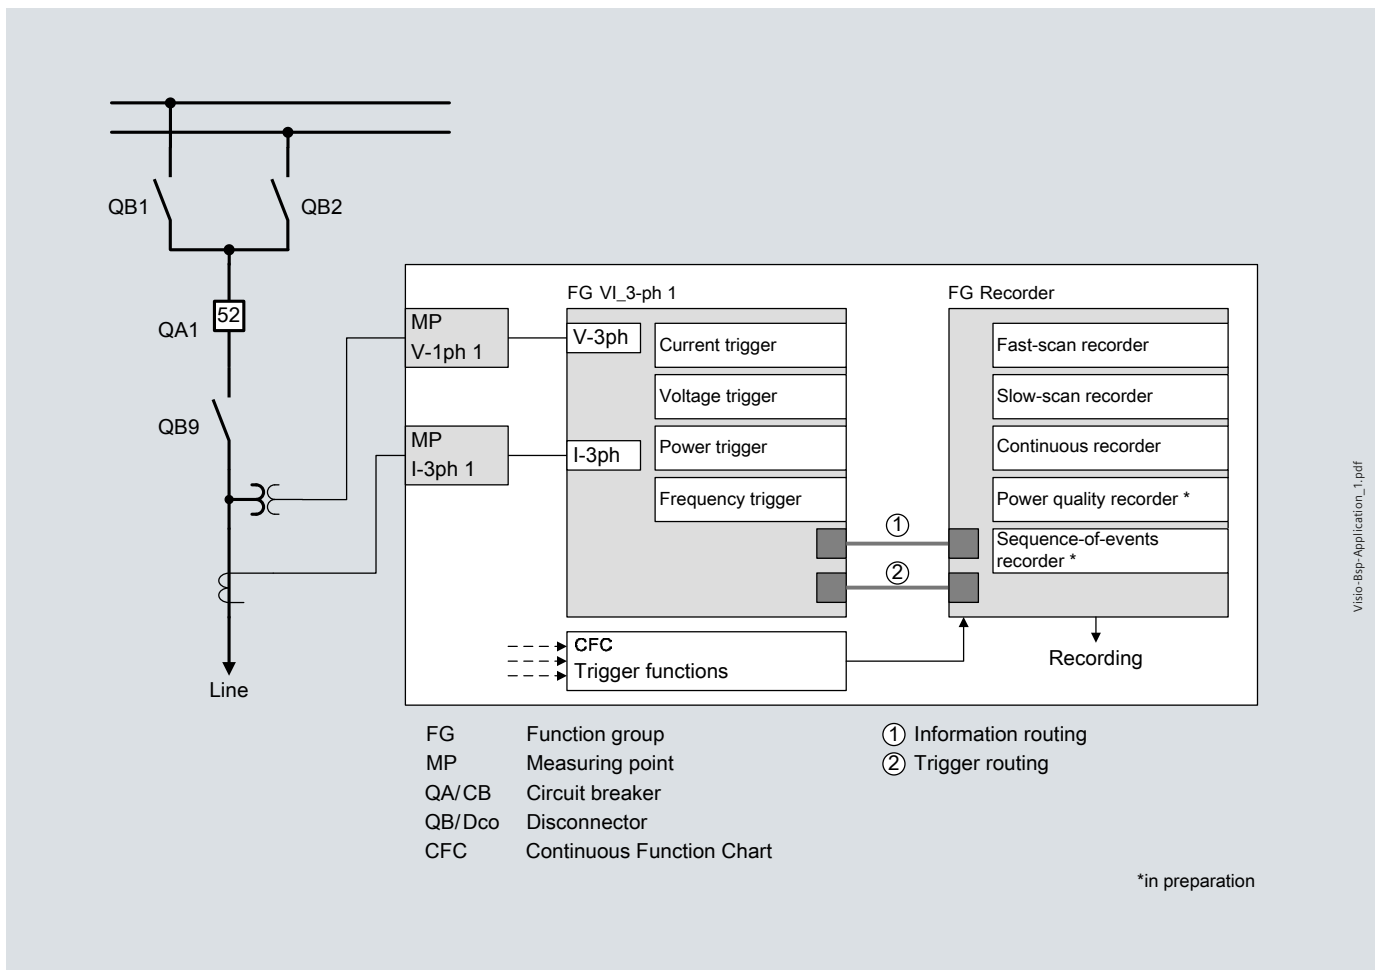 QB1
QB2
52
QA1
QB9
Line
MP
V-1ph 1
MP
I-3ph 1
FG VI_3-ph 1
V-3ph
I-3ph
Current trigger
Voltage trigger
Power trigger
Frequency trigger
1
2
FG Recorder
Fast-scan recorder
Slow-scan recorder
Continuous recorder
Power quality recorder *
Sequence-of-events
recorder *
CFC
Trigger functions
Recording
FG Function group
MP Measuring point
QA/CB Circuit breaker
QB/Dco Disconnector
CFC Continuous Function Chart
1 Information routing
2 Trigger routing
*in preparation
Visio-Bsp-Application_1.pdf